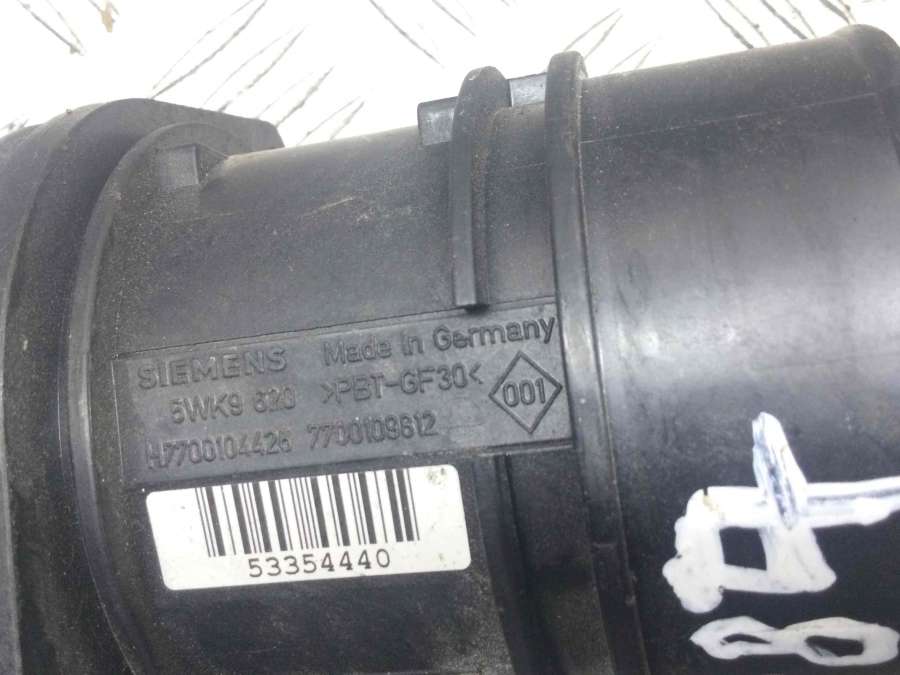 SIEMENS Made in Germany
5WK9 620 >PBT-GF30< 001
H7700104426 7700109812
53354440